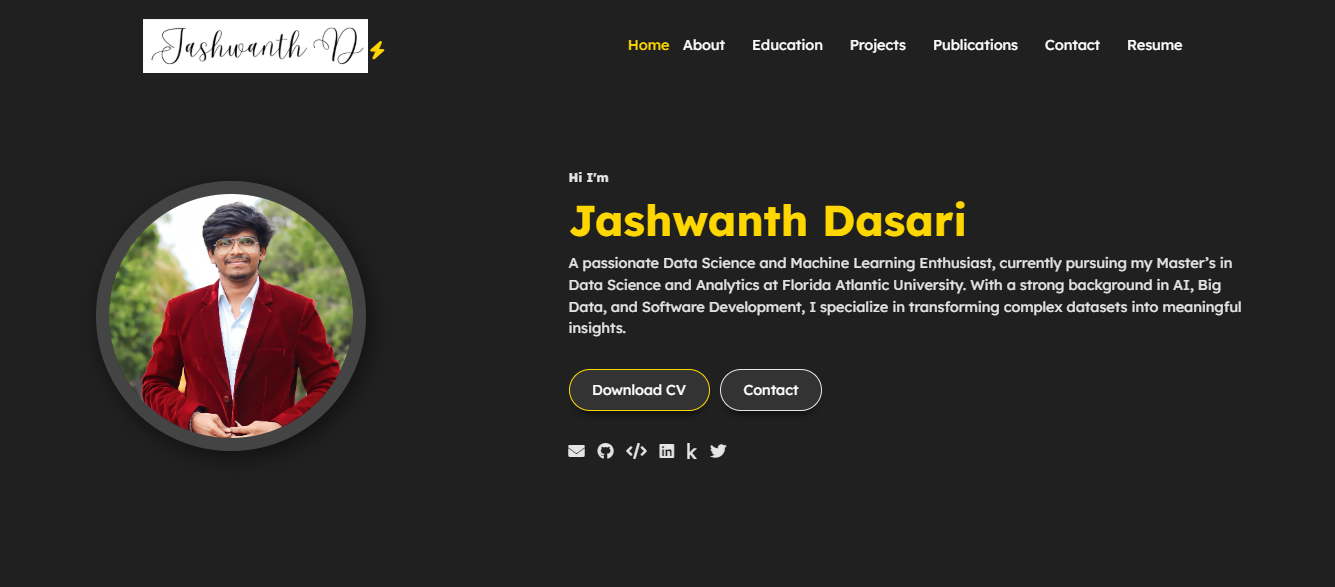 Jashwanth D
Home About Education Projects Publications Contact Resume
Hi I'm
Jashwanth Dasari
A passionate Data Science and Machine Learning Enthusiast, currently pursuing my Master’s in
Data Science and Analytics at Florida Atlantic University. With a strong background in AI, Big
Data, and Software Development, I specialize in transforming complex datasets into meaningful
insights.
Download CV Contact